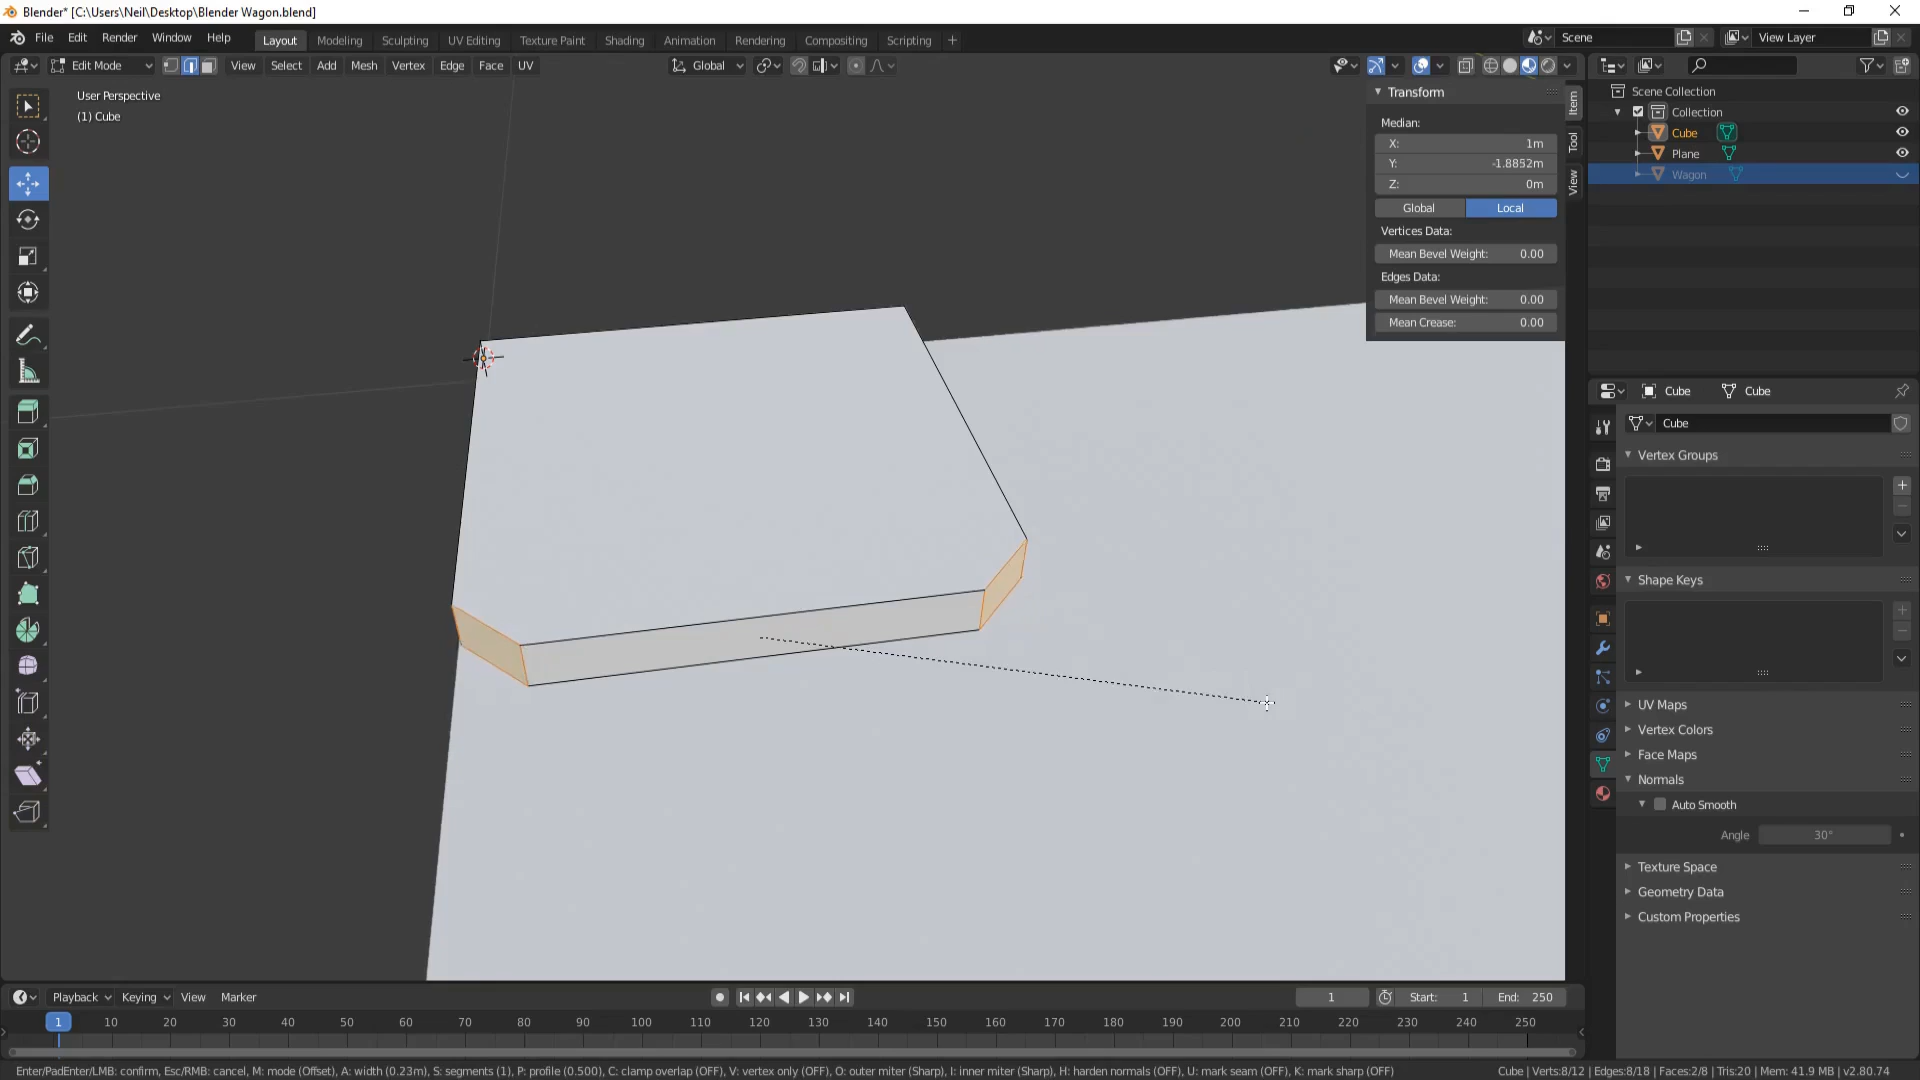 Blender* [C:\Users\Neil\Desktop\Blender Wagon.blend]
File Edit Render Window Help
Layout Modeling Sculpting UV Editing Texture Paint Shading Animation Rendering Compositing Scripting +
Scene
View Layer
Edit Mode
View Select Add Mesh Vertex Edge Face UV
Global
User Perspective
(1) Cube
Transform
Median:
X: 1m
Y: -1.8852m
Z: 0m
Global Local
Vertices Data:
Mean Bevel Weight: 0.00
Edges Data:
Mean Bevel Weight: 0.00
Mean Crease: 0.00
Item
Tool
View
Scene Collection
Collection
Cube
Plane
Wagon
Cube Cube
Cube
Vertex Groups
Shape Keys
UV Maps
Vertex Colors
Face Maps
Normals
Auto Smooth
Angle 30°
Texture Space
Geometry Data
Custom Properties
Playback Keying View Marker
1 Start: 1 End: 250
1 10 20 30 40 50 60 70 80 90 100 110 120 130 140 150 160 170 180 190 200 210 220 230 240 250
Enter/PadEnter/LMB: confirm, Esc/RMB: cancel, M: mode (Offset), A: width (0.23m), S: segments (1), P: profile (0.500), C: clamp overlap (OFF), V: vertex only (OFF), O: outer miter (Sharp), I: inner miter (Sharp), H: harden normals (OFF), U: mark seam (OFF), K: mark sharp (OFF)
Cube | Verts:8/12 | Edges:8/18 | Faces:2/8 | Tris:20 | Mem: 41.9 MB | v2.80.74